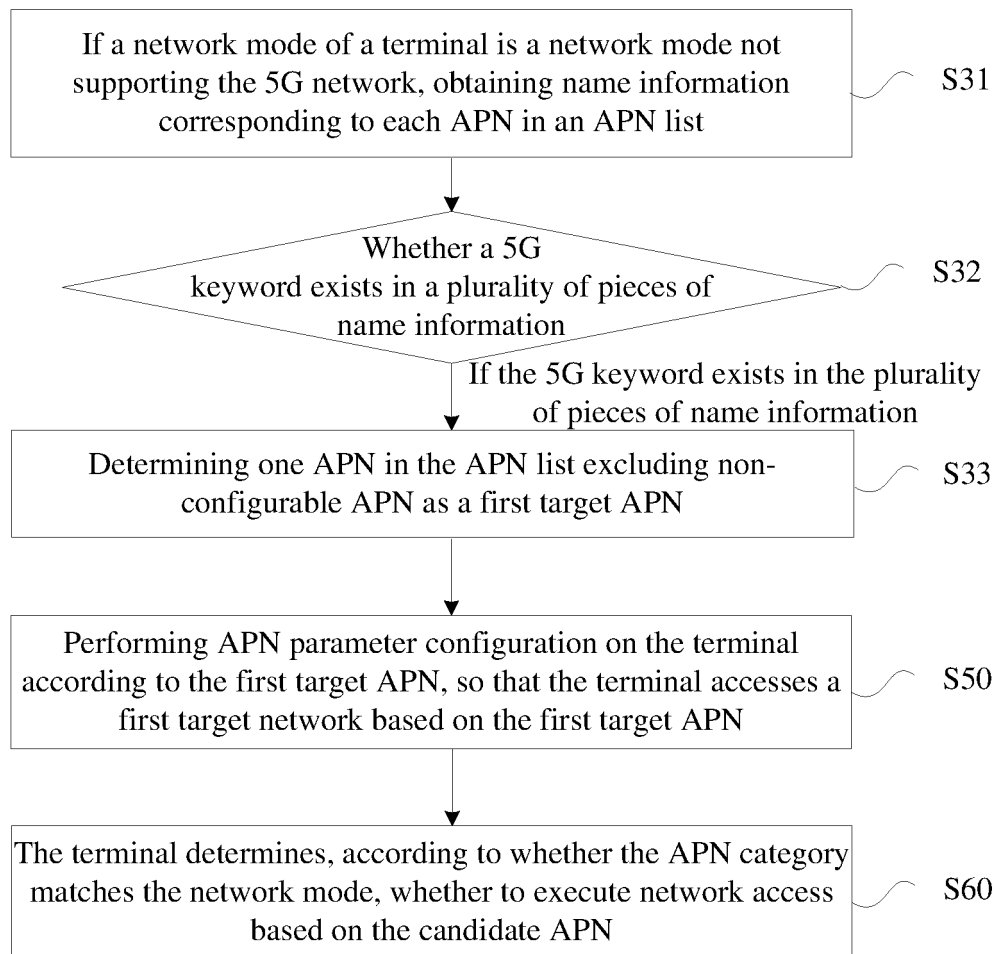 If a network mode of a terminal is a network mode not
supporting the 5G network, obtaining name information
corresponding to each APN in an APN list
S31
Whether a 5G
keyword exists in a plurality of pieces of
name information
S32
If the 5G keyword exists in the plurality
of pieces of name information
Determining one APN in the APN list excluding non-
configurable APN as a first target APN
S33
Performing APN parameter configuration on the terminal
according to the first target APN, so that the terminal accesses a
first target network based on the first target APN
S50
The terminal determines, according to whether the APN category
matches the network mode, whether to execute network access
based on the candidate APN
S60